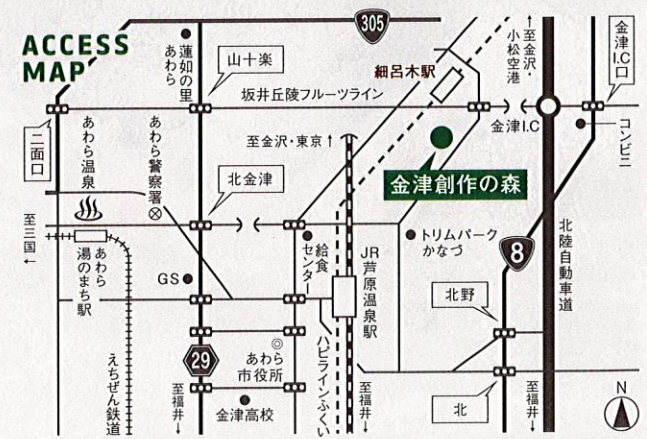 ACCESS
MAP
305
蓮如の里
あわら
山十楽
細呂木駅
至金沢・
小松空港
金津I.C口
坂井丘陵フルーツライン
金津I.C
コンビニ
二面口
あわら温泉
あわら警察署
至金沢・東京↑
北金津
金津創作の森
至三国
←
あわら
湯のまち駅
GS
給食
センター
JR芦原温泉駅
トリムパーク
かなづ
8
北陸自動車道
北野
えちぜん鉄道
29
あわら
市役所
ハピラインふくい
至福井↓
金津高校
至福井↓
北
至福井↓
N